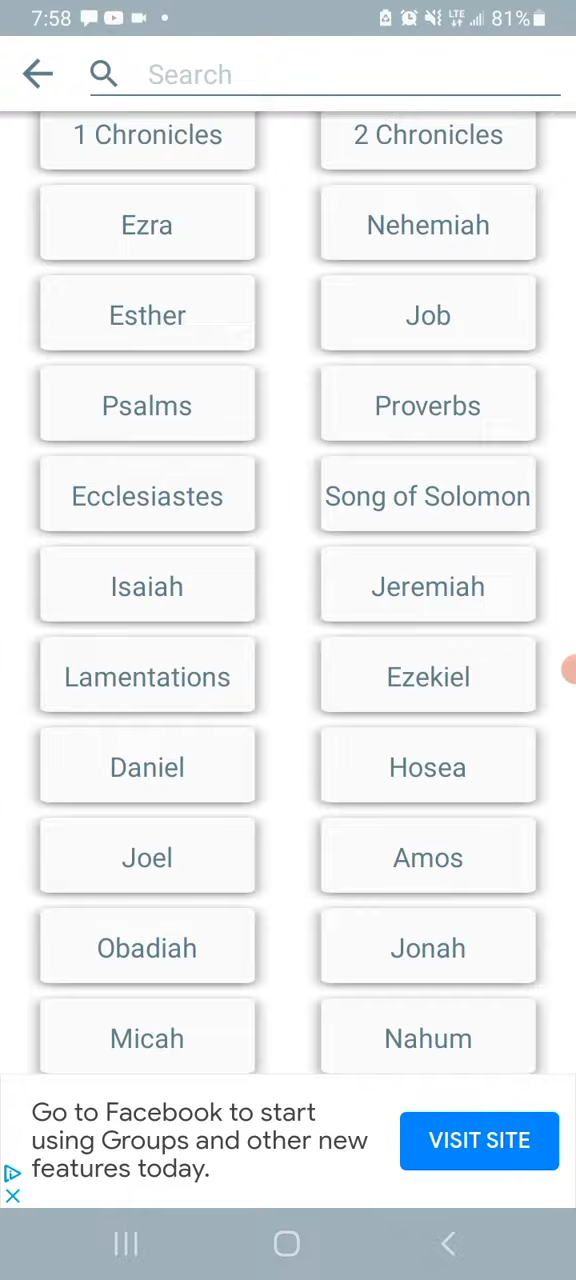 7:58
LTE
81%
Search
1 Chronicles
2 Chronicles
Ezra
Nehemiah
Esther
Job
Psalms
Proverbs
Ecclesiastes
Song of Solomon
Isaiah
Jeremiah
Lamentations
Ezekiel
Daniel
Hosea
Joel
Amos
Obadiah
Jonah
Micah
Nahum
Go to Facebook to start
using Groups and other new
features today.
VISIT SITE